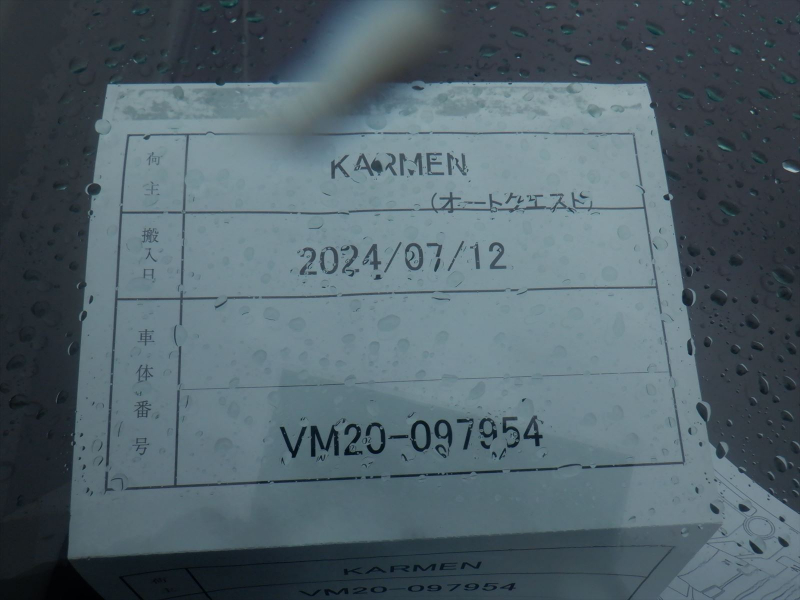 荷主 KARMEN
(オートクエスト)
搬入日 2024/07/12
車体番号 VM20-097954
KARMEN
VM20-097954